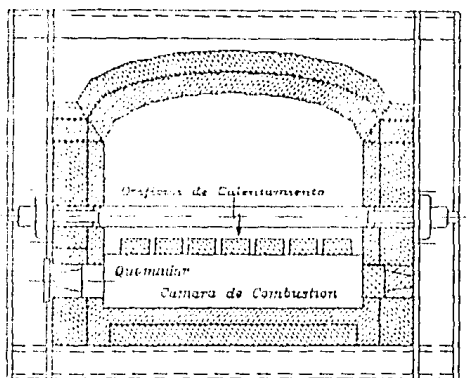 Orificios de Calentamiento
Quemador
Camara de Combustion